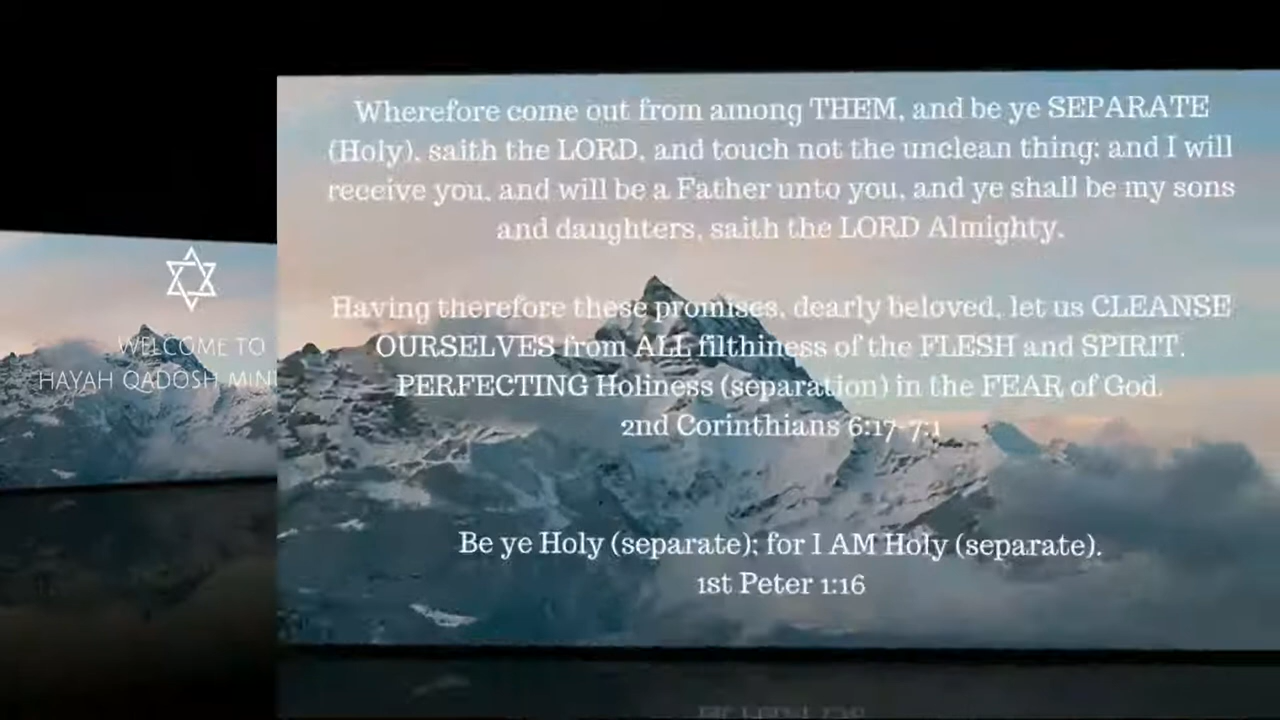 WELCOME TO
HAYAH QADOSH
Wherefore come out from among THEM, and be ye SEPARATE
(Holy), saith the LORD, and touch not the unclean thing; and I will
receive you, and will be a Father unto you, and ye shall be my sons
and daughters, saith the LORD Almighty.
Having therefore these promises, dearly beloved, let us CLEANSE
OURSELVES from ALL filthiness of the FLESH and SPIRIT,
PERFECTING Holiness (separation) in the FEAR of God.
2nd Corinthians 6:17-7:1
Be ye Holy (separate); for I AM Holy (separate).
1st Peter 1:16